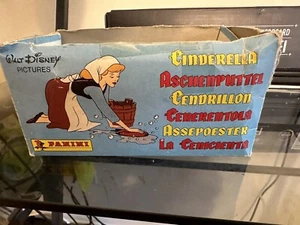 WALT DISNEY
PICTURES
CINDERELLA
ASCHENPUTTEL
CENDRILLON
CENERENTOLA
ASSEPOESTER
LA CENICIENTA
PANINI